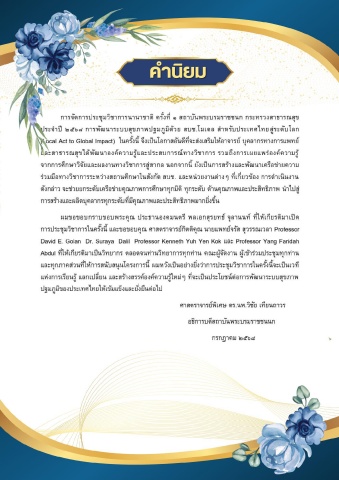 คำนิยม
การจัดการประชุมวิชาการนานาชาติ ครั้งที่ ๑ สถาบันพระบรมราชชนก กระทรวงสาธารณสุข
ประจำปี ๒๕๖๘ การพัฒนาระบบสุขภาพปฐมภูมิด้วย สบช.โมเดล สำหรับประเทศไทยสู่ระดับโลก
(Local Act to Global Impact) ในครั้งนี้ จึงเป็นโอกาสอันดีที่จะส่งเสริมให้อาจารย์ บุคลากรทางการแพทย์
และสาธารณสุขได้พัฒนาองค์ความรู้และประสบการณ์ทางวิชาการ รวมถึงการเผยแพร่องค์ความรู้
จากการศึกษาวิจัยและผลงานทางวิชาการสู่สากล นอกจากนี้ ยังเป็นการสร้างและพัฒนาเครือข่ายความ
ร่วมมือทางวิชาการระหว่างสถาบันการศึกษาในสังกัด สบช. และหน่วยงานต่างๆ ที่เกี่ยวข้อง การดำเนินงาน
ดังกล่าว จะช่วยยกระดับเครือข่ายคุณภาพการศึกษาทุกมิติ ทุกระดับ ด้านคุณภาพและประสิทธิภาพ นำไปสู่
การสร้างและผลิตบุคลากรทุกระดับที่มีคุณภาพและประสิทธิภาพมากยิ่งขึ้น
ผมขอขอบกราบขอบพระคุณ ประธานองคมนตรี พลเอกสุรยุทธ์ จุลานนท์ ที่ให้เกียรติมาเปิด
การประชุมวิชาการในครั้งนี้ และขอขอบคุณ ศาสตราจารย์กิตติคุณ นายแพทย์จรัส สุวรรณเวลา Professor
David E. Goian Dr. Suraya Dalil Professor Kenneth Yuh Yen Kok และ Professor Yang Faridah
Abdul ที่ให้เกียรติมาเป็นวิทยากร ตลอดจนท่านวิทยากรทุกท่าน คณะผู้จัดงาน ผู้เข้าร่วมประชุมทุกท่าน
และทุกภาคส่วนที่ให้การสนับสนุนโครงการนี้ ผมหวังเป็นอย่างยิ่งว่าการประชุมวิชาการในครั้งนี้จะเป็นเวที
แห่งการเรียนรู้ แลกเปลี่ยน และสร้างสรรค์องค์ความรู้ใหม่ๆ ที่จะเป็นประโยชน์ต่อการพัฒนาระบบสุขภาพ
ปฐมภูมิของประเทศไทยให้เข้มแข็งและยั่งยืนต่อไป
ศาสตราจารย์พิเศษ ดร.นพ.วิชัย เทียนถาวร
อธิการบดีสถาบันพระบรมราชชนก
กรกฎาคม ๒๕๖๘